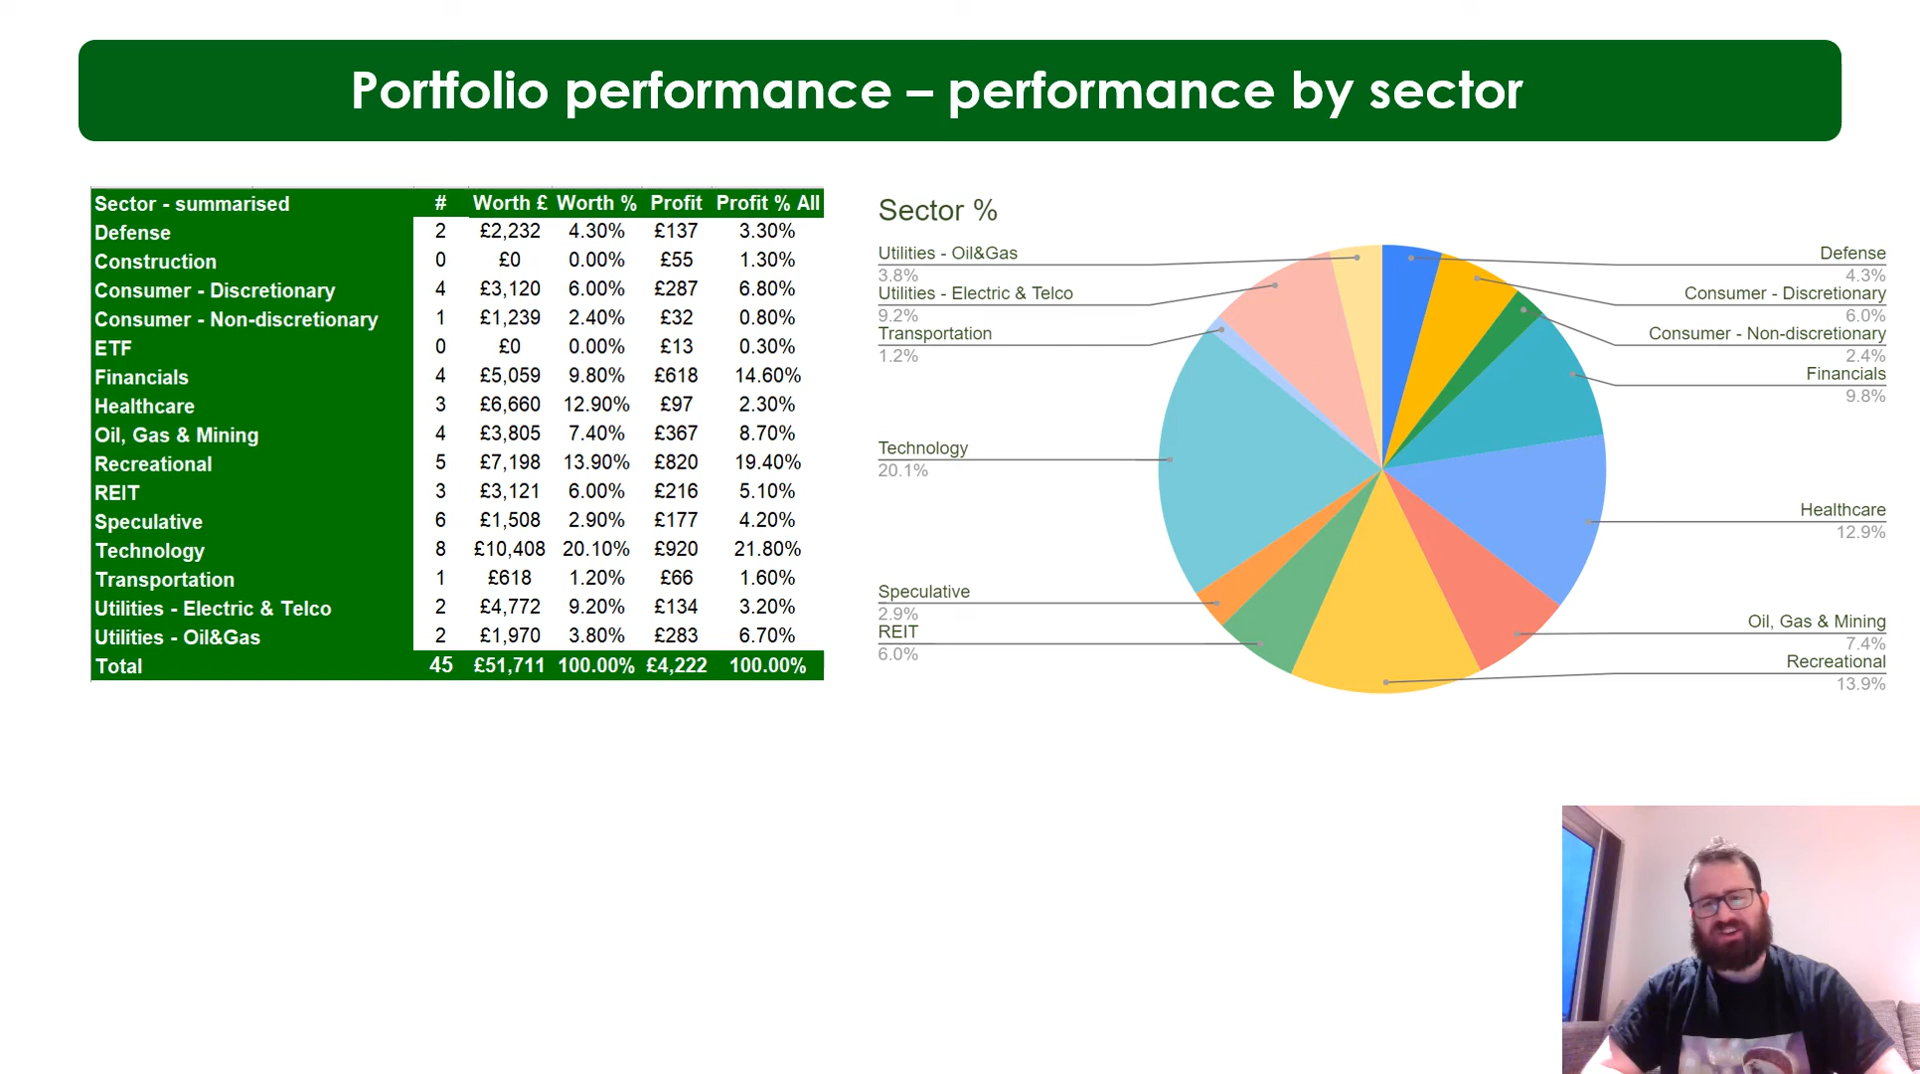 Portfolio performance – performance by sector
Sector - summarised # Worth £ Worth % Profit Profit % All
Defense 2 £2,232 4.30% £137 3.30%
Construction 0 £0 0.00% £55 1.30%
Consumer - Discretionary 4 £3,120 6.00% £287 6.80%
Consumer - Non-discretionary 1 £1,239 2.40% £32 0.80%
ETF 0 £0 0.00% £13 0.30%
Financials 4 £5,059 9.80% £618 14.60%
Healthcare 3 £6,660 12.90% £97 2.30%
Oil, Gas & Mining 4 £3,805 7.40% £367 8.70%
Recreational 5 £7,198 13.90% £820 19.40%
REIT 3 £3,121 6.00% £216 5.10%
Speculative 6 £1,508 2.90% £177 4.20%
Technology 8 £10,408 20.10% £920 21.80%
Transportation 1 £618 1.20% £66 1.60%
Utilities - Electric & Telco 2 £4,772 9.20% £134 3.20%
Utilities - Oil&Gas 2 £1,970 3.80% £283 6.70%
Total 45 £51,711 100.00% £4,222 100.00%
Sector %
Utilities - Oil&Gas
3.8%
Utilities - Electric & Telco
9.2%
Transportation
1.2%
Technology
20.1%
Speculative
2.9%
REIT
6.0%
Defense
4.3%
Consumer - Discretionary
6.0%
Consumer - Non-discretionary
2.4%
Financials
9.8%
Healthcare
12.9%
Oil, Gas & Mining
7.4%
Recreational
13.9%